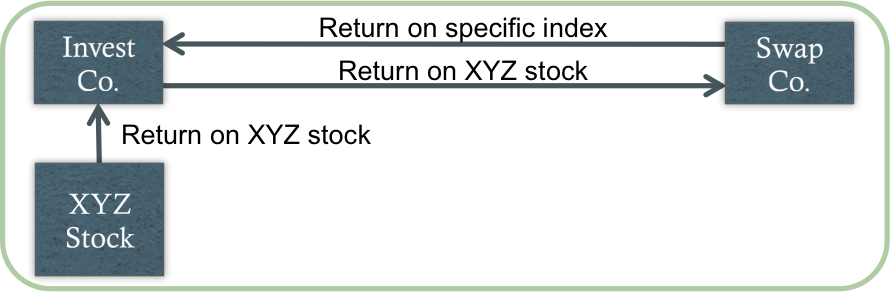 Return on specific index
Invest
Co.
Swap
Co.
Return on XYZ stock
Return on XYZ stock
XYZ
Stock